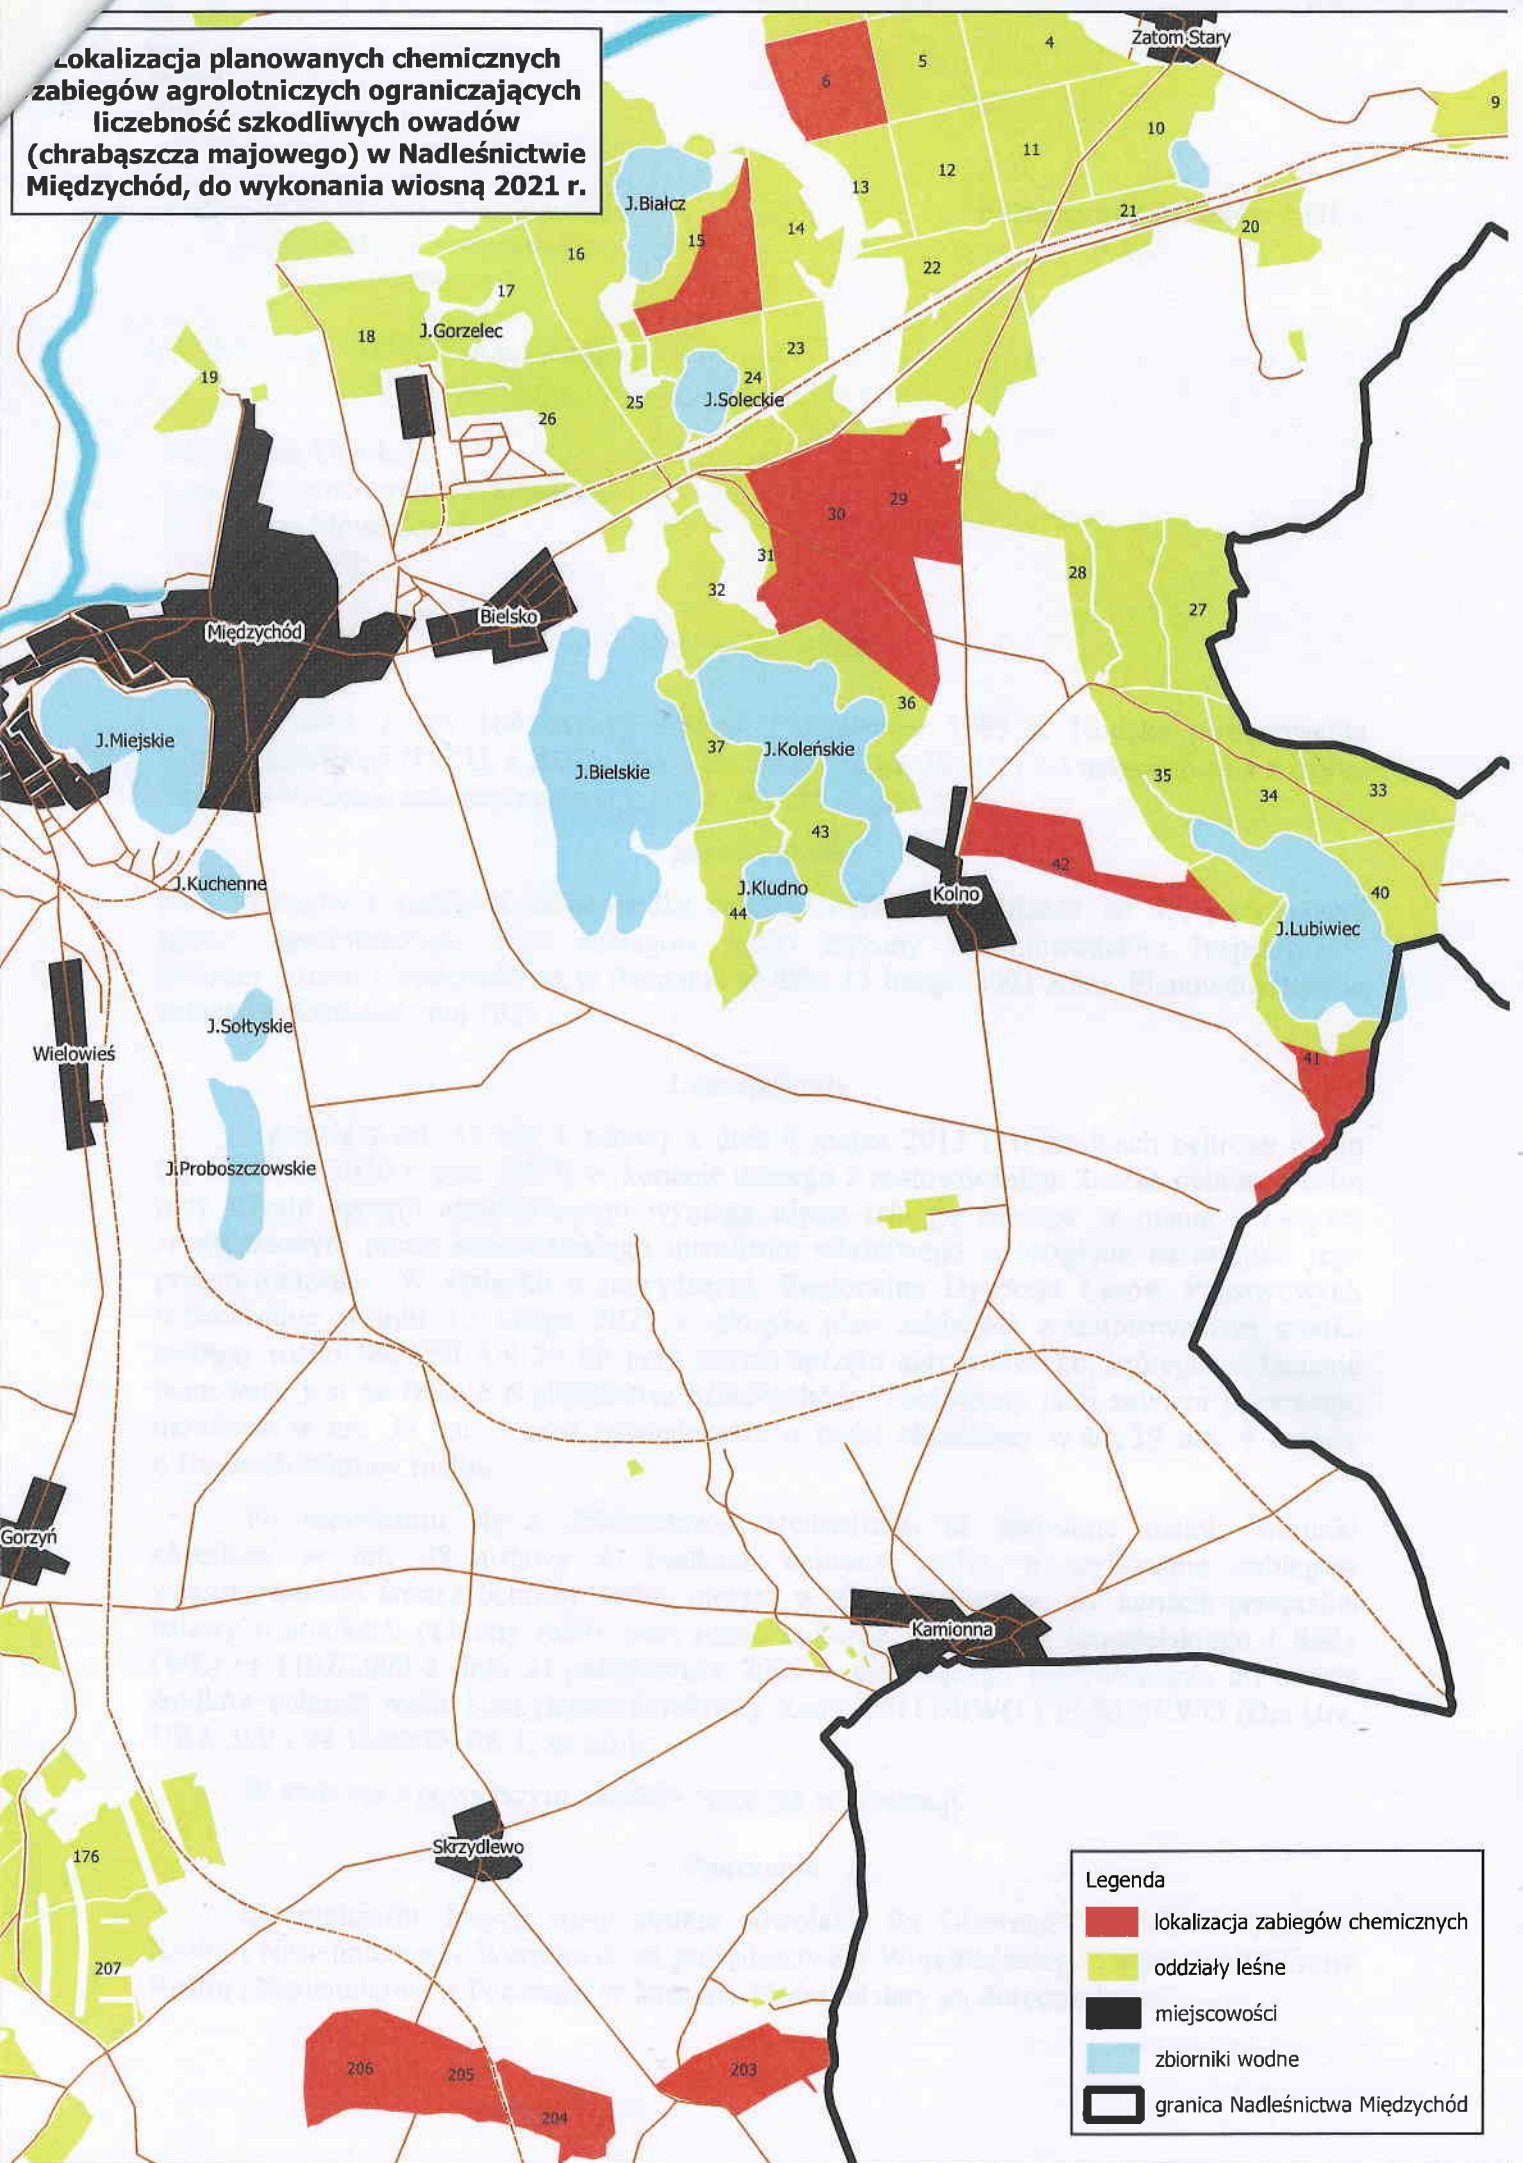 Lokalizacja planowanych chemicznych
zabiegów agrolotniczych ograniczających
liczebność szkodliwych owadów
(chrabąszcza majowego) w Nadleśnictwie
Międzychód, do wykonania wiosną 2021 r.
Zatom Stary
4
5
6
9
10
11
12
13
J.Białcz
14
15
16
21
20
22
17
18
J.Gorzelec
23
24
19
J.Soleckie
25
26
29
30
31
28
32
27
Bielsko
Międzychód
36
37
J.Koleńskie
J.Miejskie
J.Bielskie
35
34
33
43
42
J.Kuchenne
J.Kludno
Kolno
40
44
J.Lubiwiec
J.Sołtyskie
Wielowieś
41
J.Proboszczowskie
Gorzyń
Kamionna
Skrzydlewo
176
207
206
205
204
203
Legenda
lokalizacja zabiegów chemicznych
oddziały leśne
miejscowości
zbiorniki wodne
granica Nadleśnictwa Międzychód